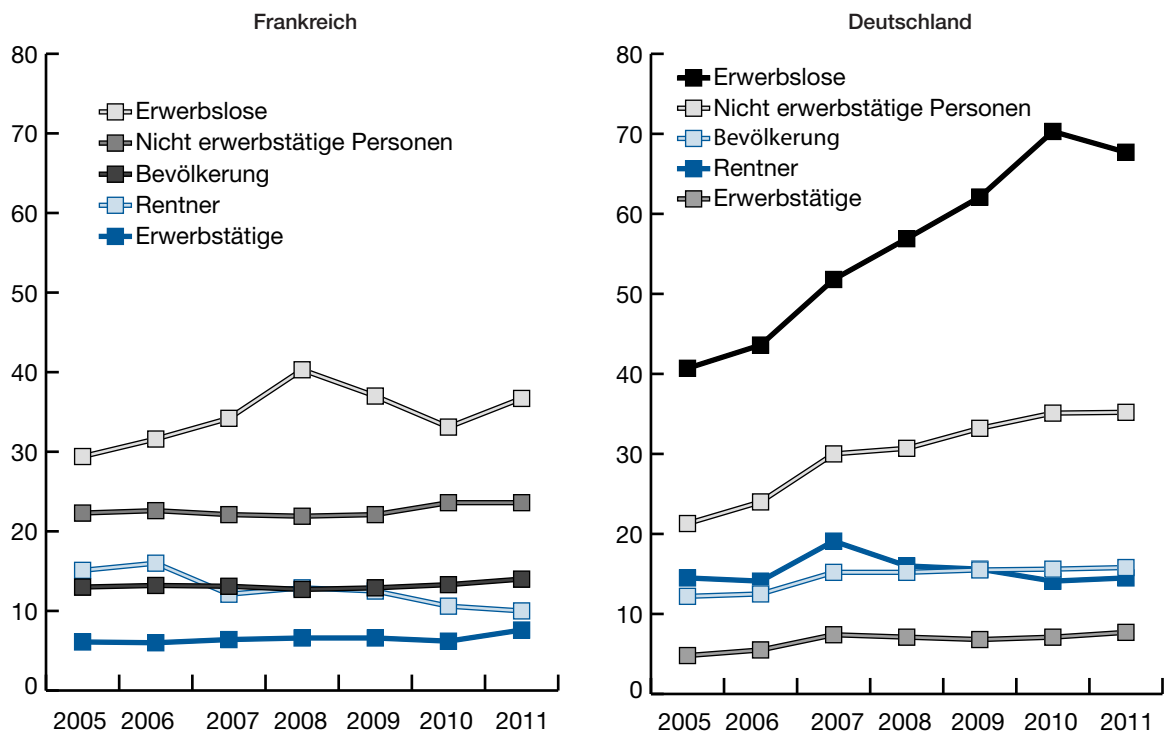 Frankreich
80
70
60
50
40
30
20
10
0
Erwerbslose
Nicht erwerbstätige Personen
Bevölkerung
Rentner
Erwerbstätige
2005 2006 2007 2008 2009 2010 2011
Deutschland
80
70
60
50
40
30
20
10
0
Erwerbslose
Nicht erwerbstätige Personen
Bevölkerung
Rentner
Erwerbstätige
2005 2006 2007 2008 2009 2010 2011